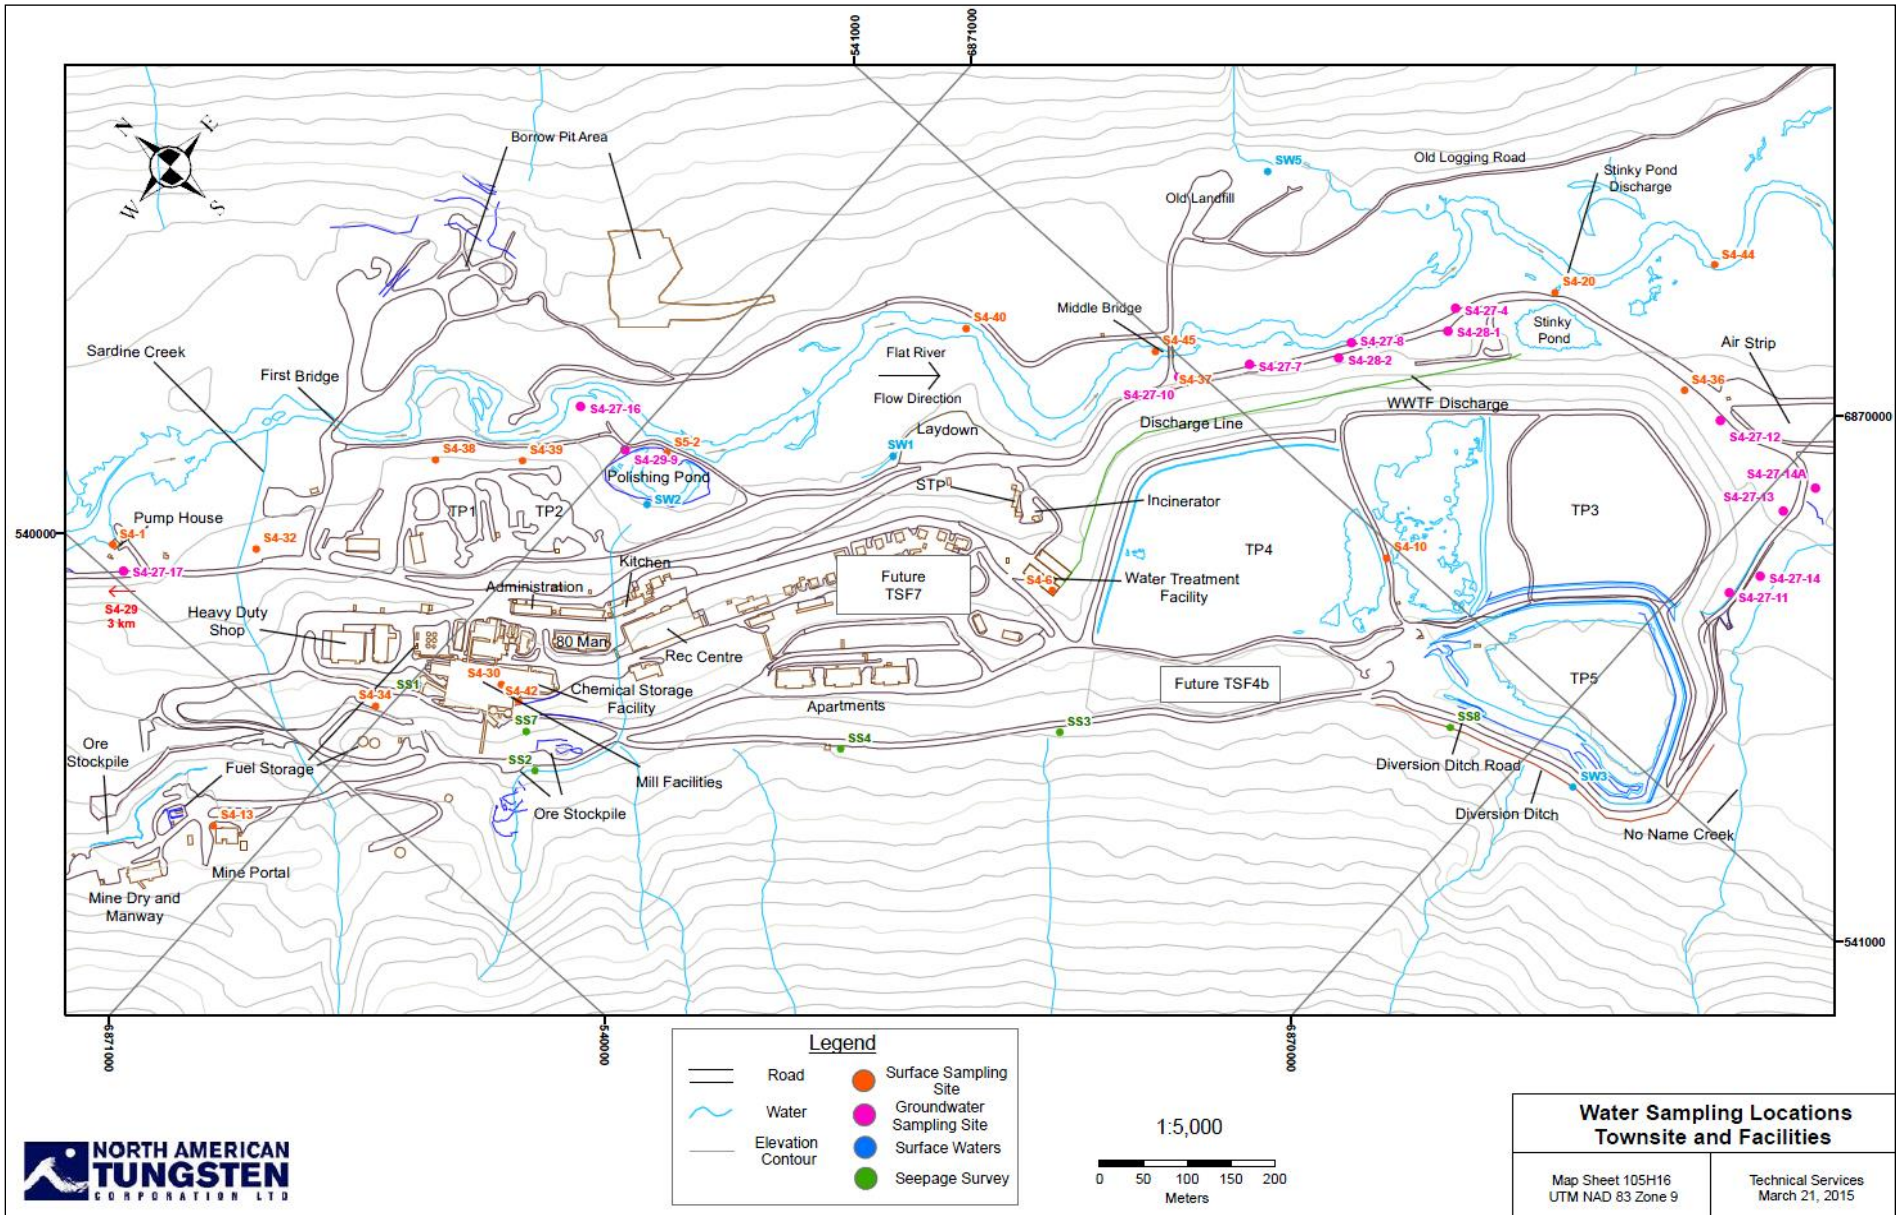 541000
6871000
N
E
W
S
Borrow Pit Area
SW5
Old Logging Road
Stinky Pond
Discharge
Old Landfill
S4-44
S4-20
S4-40
Middle Bridge
S4-27-4
S4-28-1
Stinky
Pond
Sardine Creek
First Bridge
S4-45
S4-27-8
S4-28-2
Air Strip
Flat River
Flow Direction
S4-27-7
S4-37
S4-27-10
S4-36
S4-27-16
WWTF Discharge
Discharge Line
6870000
Laydown
S4-27-12
S4-38
S4-39
S5-2
SW1
S4-29-9
Polishing Pond
SW2
STP
Incinerator
S4-27-14A
S4-27-13
TP1
TP2
TP3
Pump House
540000
S4-1
S4-32
TP4
S4-10
S4-27-17
Kitchen
Administration
Future
TSF7
S4-6
Water Treatment
Facility
S4-27-14
S4-27-11
S4-29
3 km
Heavy Duty
Shop
80 Man
Rec Centre
S4-30
S4-42
SS1
S4-34
Chemical Storage
Facility
Future TSF4b
TP5
Apartments
SS7
SS3
SS8
SS4
Ore
Stockpile
SS2
Fuel Storage
Mill Facilities
Diversion Ditch Road
SW3
Ore Stockpile
Diversion Ditch
S4-13
No Name Creek
Mine Portal
Mine Dry and
Manway
541000
6871000
540000
6870000
Legend
Road
Surface Sampling
Site
Water
Groundwater
Sampling Site
Elevation
Contour
Surface Waters
Seepage Survey
1:5,000
0 50 100 150 200
Meters
NORTH AMERICAN
TUNGSTEN
CORPORATION LTD
Water Sampling Locations
Townsite and Facilities
Map Sheet 105H16
UTM NAD 83 Zone 9
Technical Services
March 21, 2015